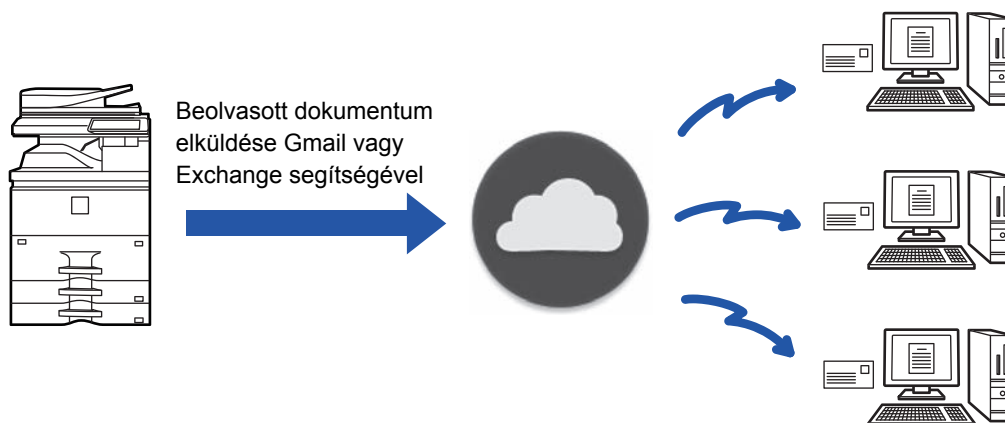 Beolvasott dokumentum
elküldése Gmail vagy
Exchange segítségével